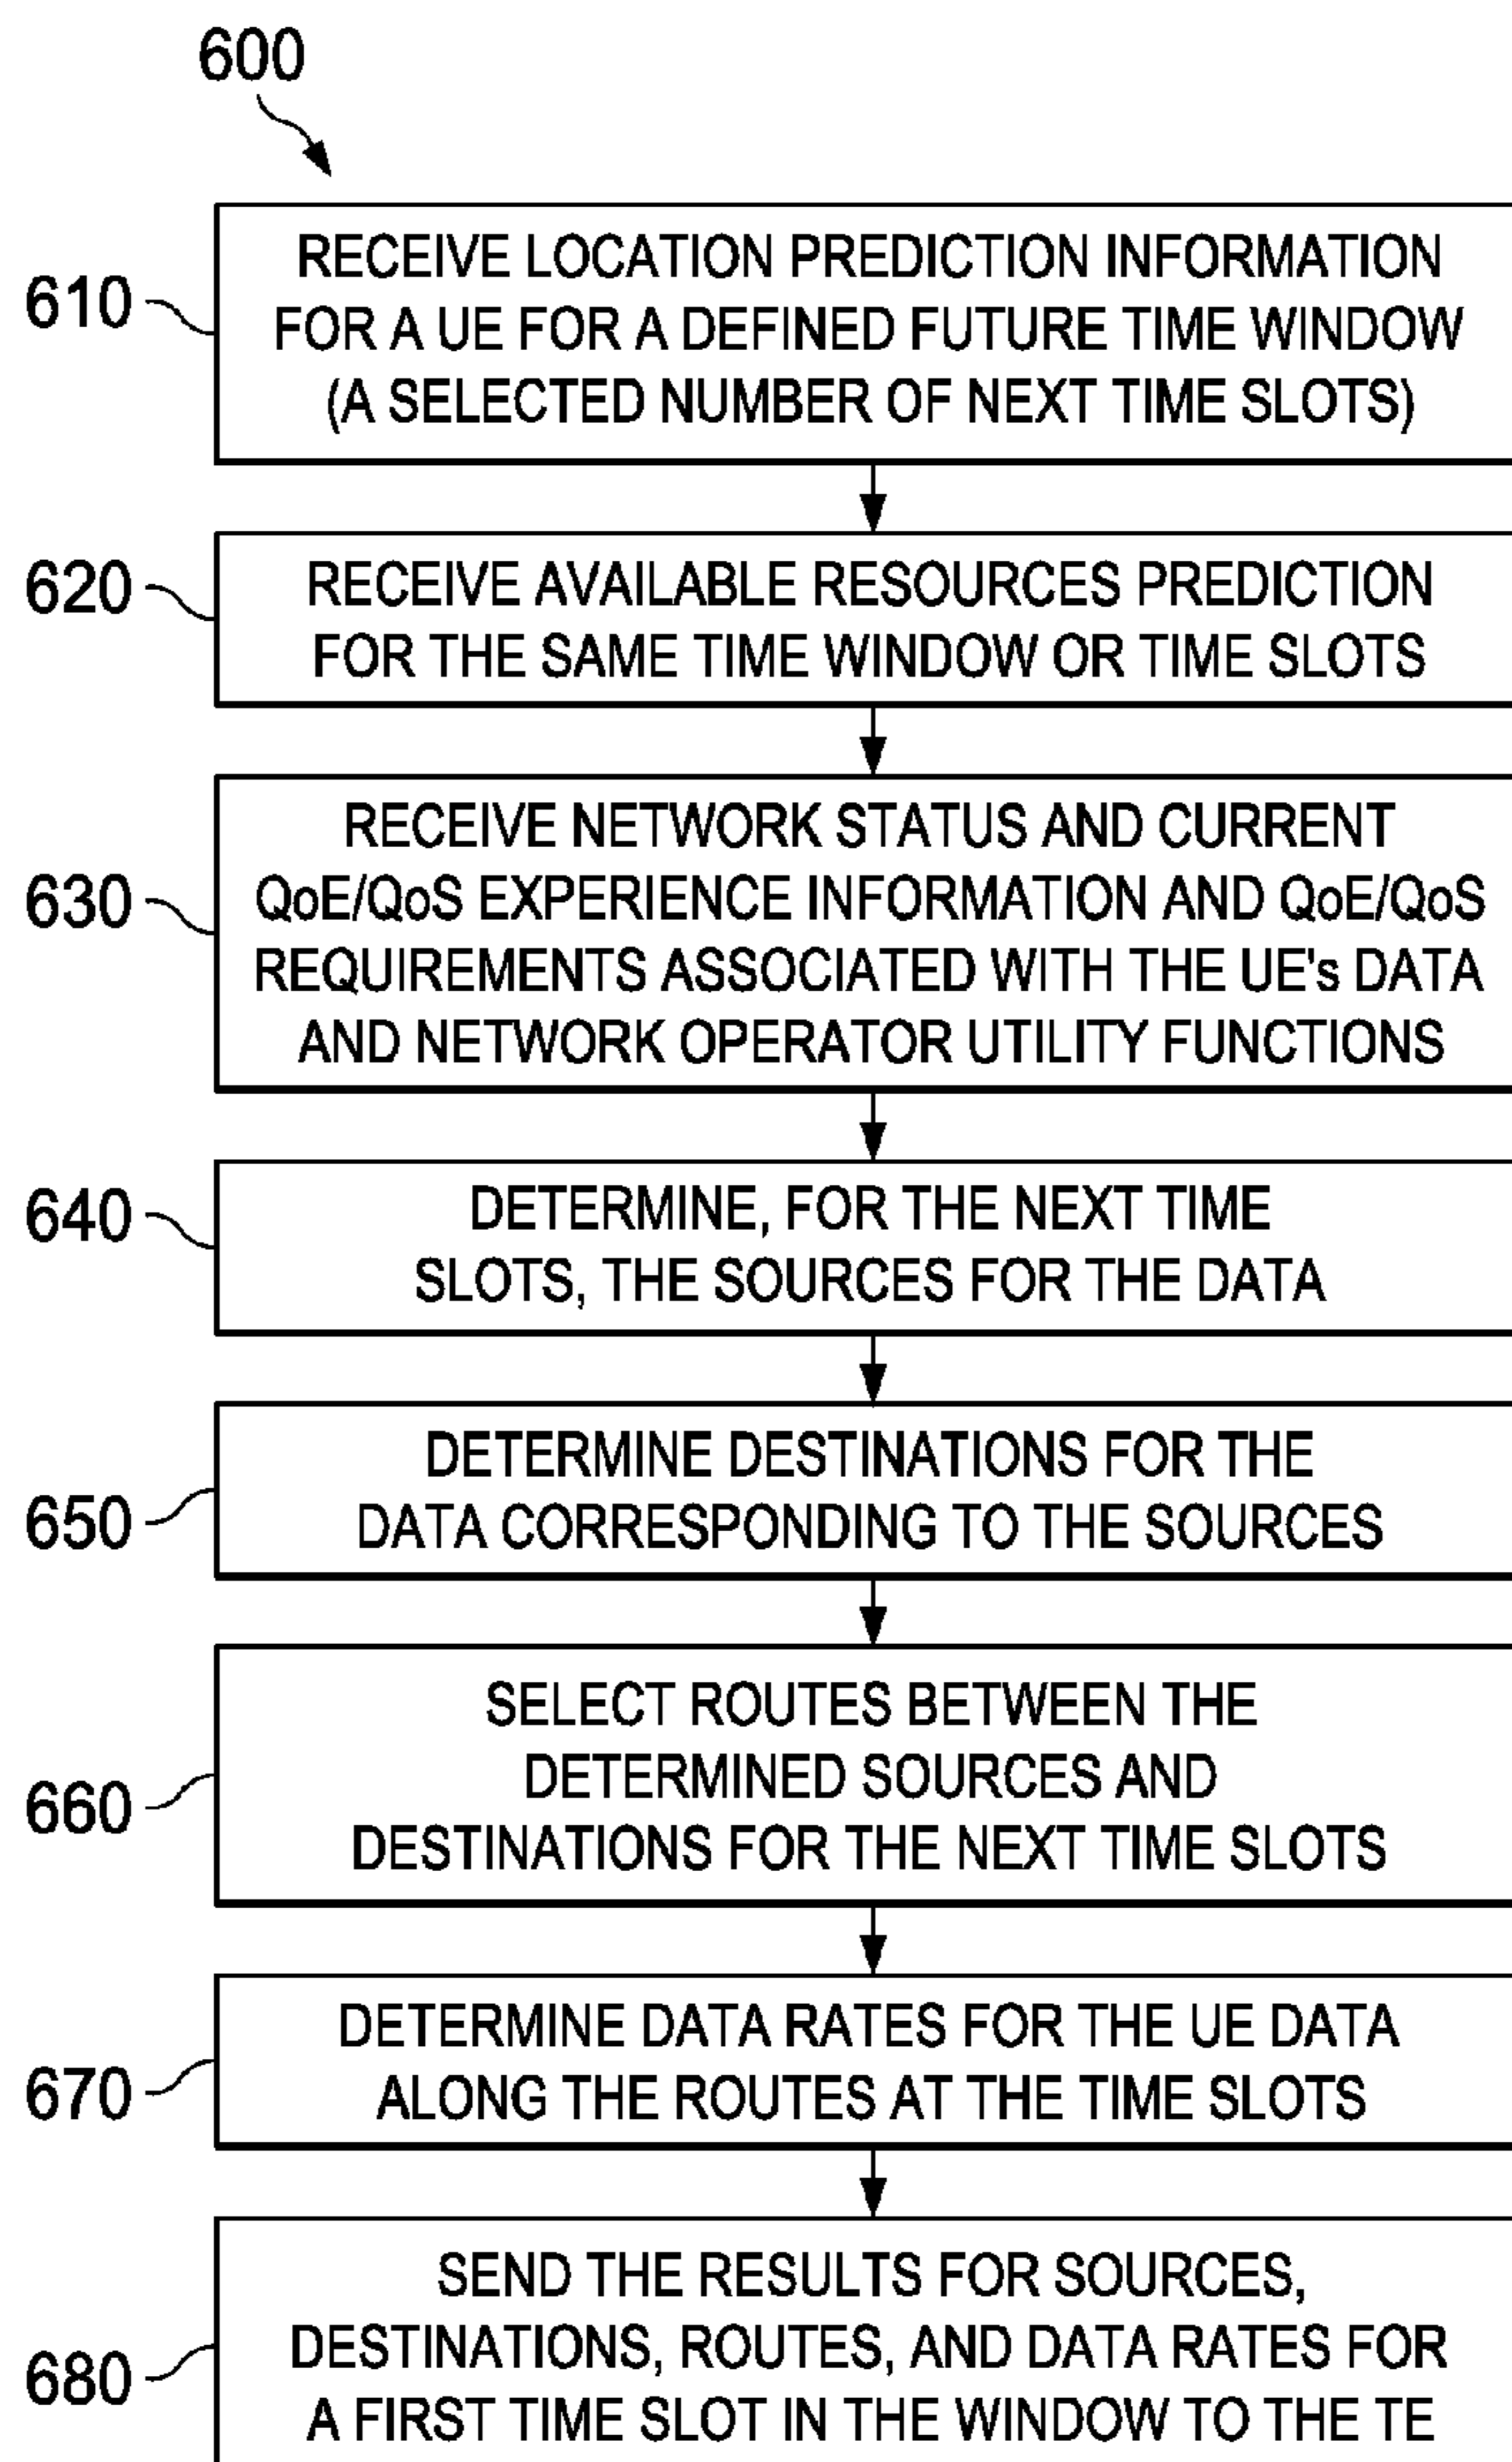 600
610
RECEIVE LOCATION PREDICTION INFORMATION
FOR A UE FOR A DEFINED FUTURE TIME WINDOW
(A SELECTED NUMBER OF NEXT TIME SLOTS)
620
RECEIVE AVAILABLE RESOURCES PREDICTION
FOR THE SAME TIME WINDOW OR TIME SLOTS
630
RECEIVE NETWORK STATUS AND CURRENT
QoE/QoS EXPERIENCE INFORMATION AND QoE/QoS
REQUIREMENTS ASSOCIATED WITH THE UE's DATA
AND NETWORK OPERATOR UTILITY FUNCTIONS
640
DETERMINE, FOR THE NEXT TIME
SLOTS, THE SOURCES FOR THE DATA
650
DETERMINE DESTINATIONS FOR THE
DATA CORRESPONDING TO THE SOURCES
660
SELECT ROUTES BETWEEN THE
DETERMINED SOURCES AND
DESTINATIONS FOR THE NEXT TIME SLOTS
670
DETERMINE DATA RATES FOR THE UE DATA
ALONG THE ROUTES AT THE TIME SLOTS
680
SEND THE RESULTS FOR SOURCES,
DESTINATIONS, ROUTES, AND DATA RATES FOR
A FIRST TIME SLOT IN THE WINDOW TO THE TE